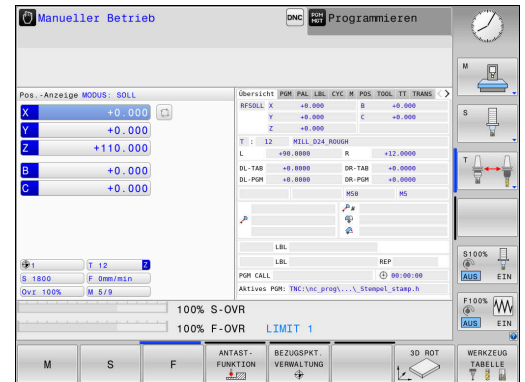 Manueller Betrieb
DNC
PGM MGT
Programmieren
Pos.-Anzeige MODUS: SOLL
X +0.000
Y +0.000
Z +110.000
B +0.000
C +0.000
1
T 12
Z
S 1800
F 0mm/min
Ovr 100%
M 5/9
Übersicht PGM PAL LBL CYC M POS TOOL TT TRANS
RFSOLL X +0.000 B +0.000
Y +0.000 C +0.000
Z +0.000
T : 12 MILL_D24_ROUGH
L +90.0000 R +12.0000
DL-TAB +0.0000 DR-TAB +0.0000
DL-PGM +0.0000 DR-PGM +0.0000
M50 M5
P #
P
LBL
LBL REP
PGM CALL 00:00:00
Aktives PGM: TNC:\nc_prog\...\_Stempel_stamp.h
100% S-OVR
100% F-OVR LIMIT 1
M
S
T
S100%
AUS EIN
F100%
AUS EIN
M
S
F
ANTAST-
FUNKTION
BEZUGSPKT.
VERWALTUNG
3D ROT
WERKZEUG
TABELLE